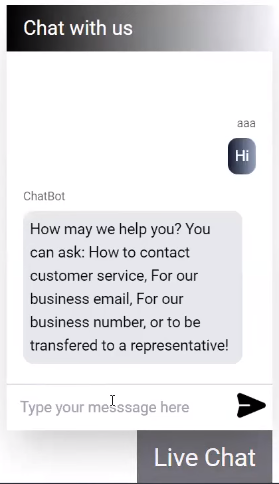 Chat with us
aaa
Hi
ChatBot
How may we help you? You
can ask: How to contact
customer service, For our
business email, For our
business number, or to be
transfered to a representative!
Type your messsage here
Live Chat